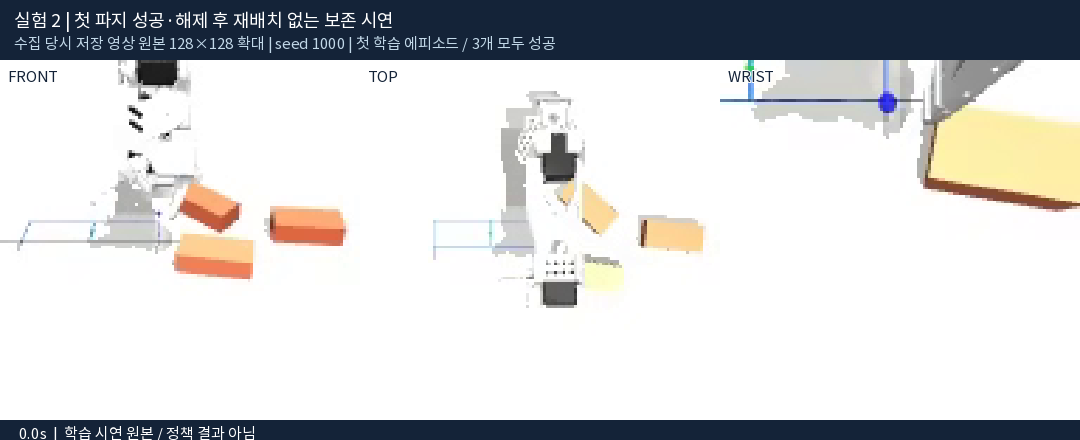 실험 2 | 첫 파지 성공·해제 후 재배치 없는 보존 시연
수집 당시 저장 영상 원본 128×128 확대 | seed 1000 | 첫 학습 에피소드 / 3개 모두 성공
FRONT
TOP
WRIST
0.0s | 학습 시연 원본 / 정책 결과 아님